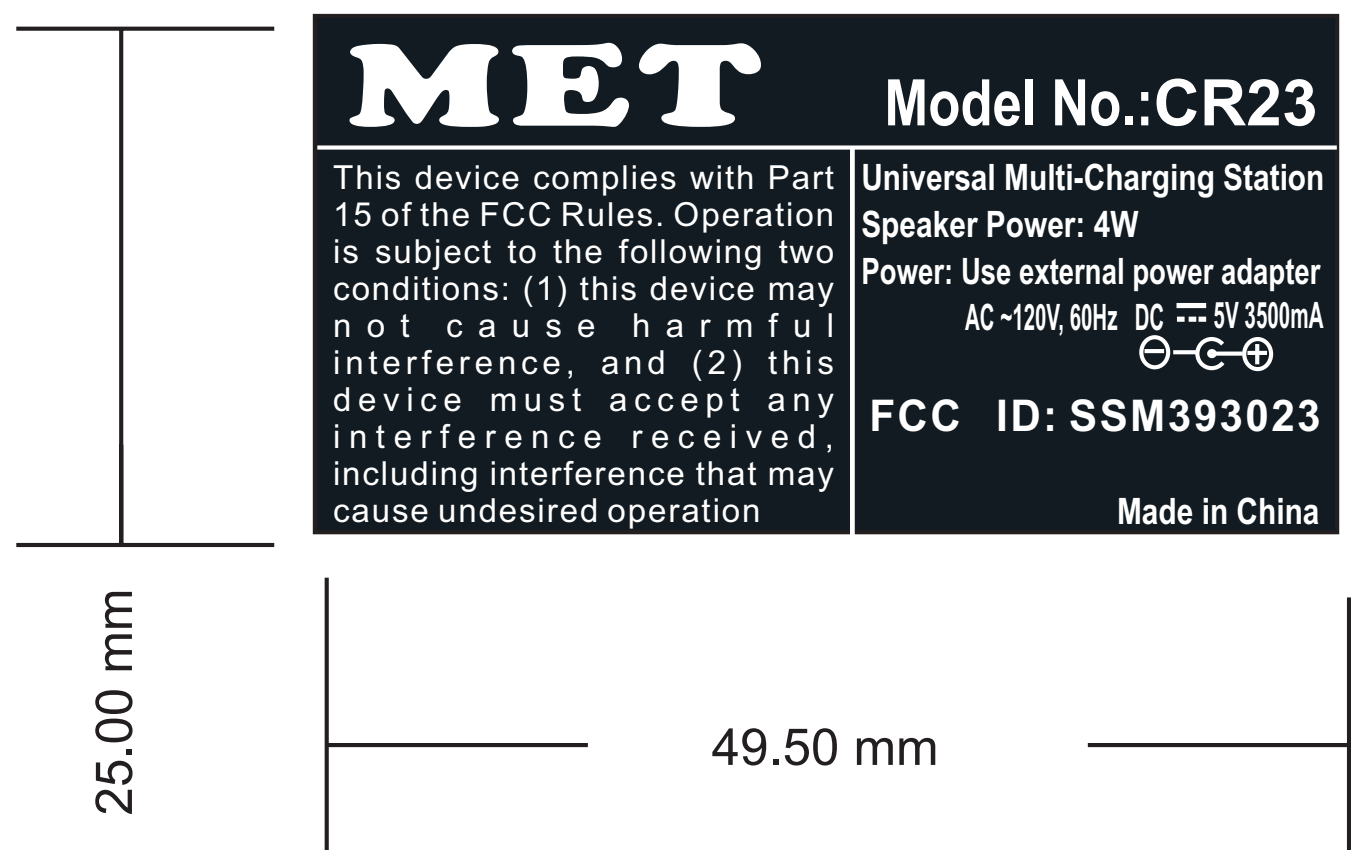 MET
Model No.:CR23
This device complies with Part
15 of the FCC Rules. Operation
is subject to the following two
conditions: (1) this device may
not cause harmful
interference, and (2) this
device must accept any
interference received,
including interference that may
cause undesired operation
Universal Multi-Charging Station
Speaker Power: 4W
Power: Use external power adapter
AC ~120V, 60Hz DC ⎓ 5V 3500mA
FCC ID: SSM393023
Made in China
25.00 mm
49.50 mm